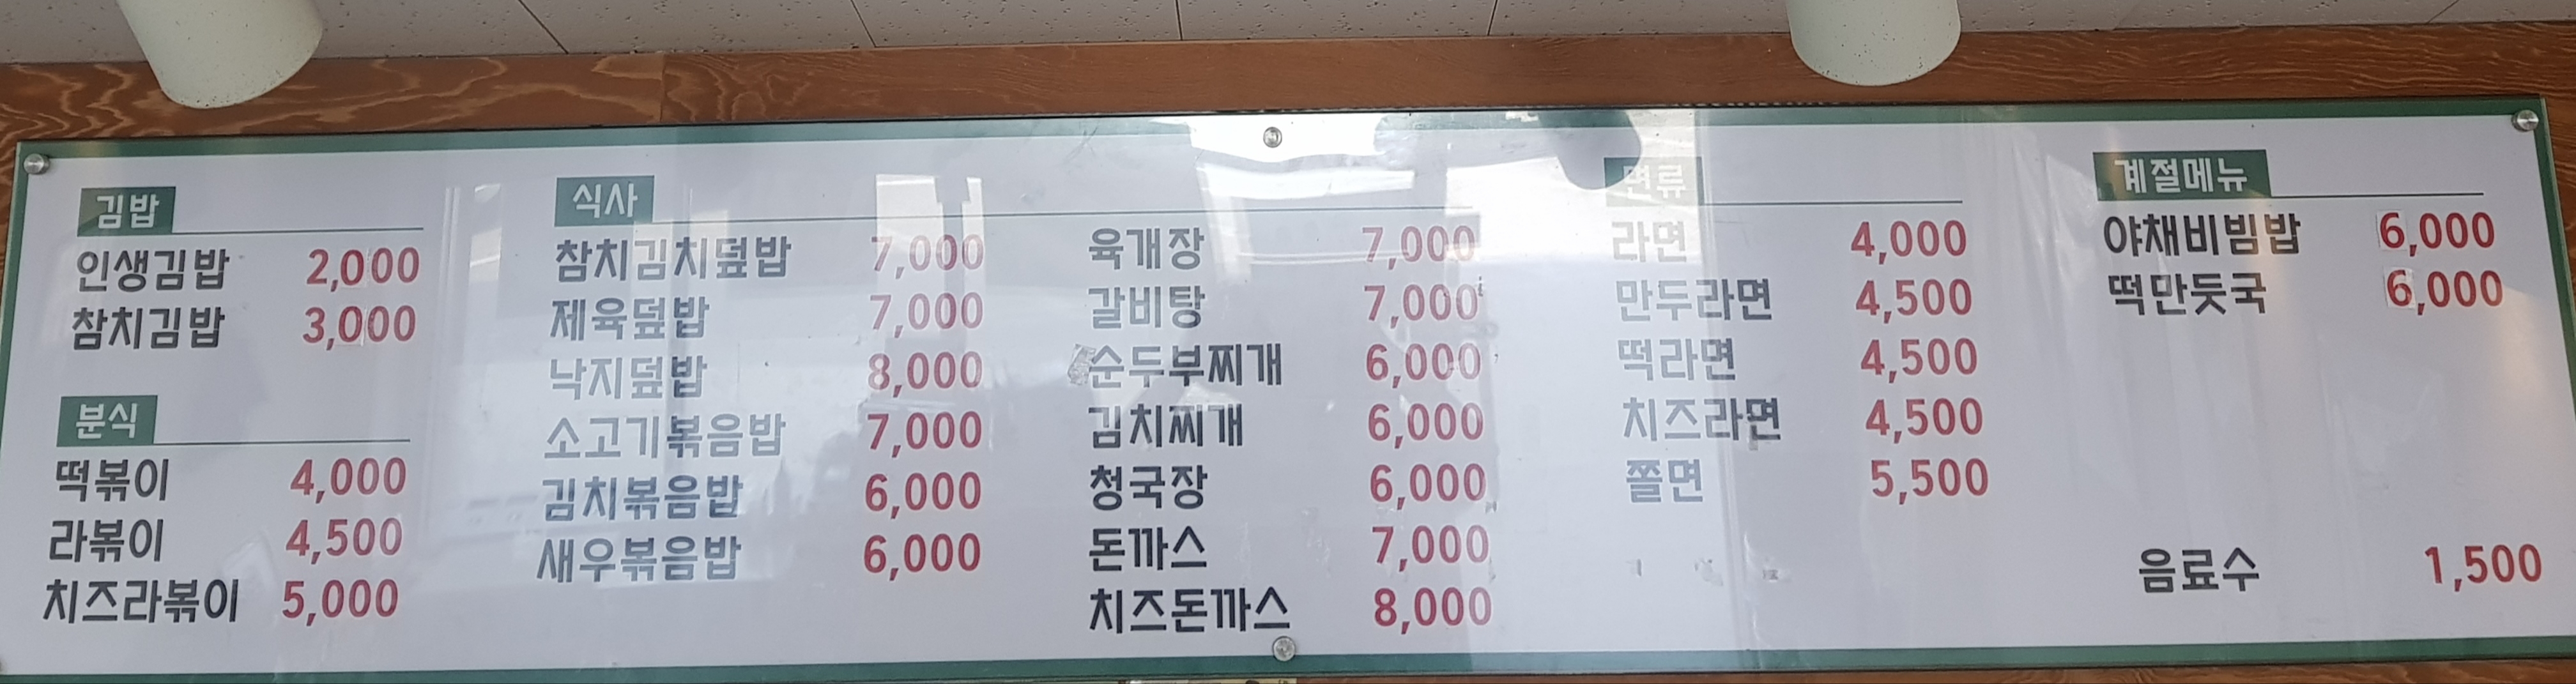 김밥
인생김밥 2,000
참치김밥 3,000
분식
떡볶이 4,000
라볶이 4,500
치즈라볶이 5,000
식사
참치김치덮밥 7,000
제육덮밥 7,000
낙지덮밥 8,000
소고기볶음밥 7,000
김치볶음밥 6,000
새우볶음밥 6,000
육개장 7,000
갈비탕 7,000
순두부찌개 6,000
김치찌개 6,000
청국장 6,000
돈까스 7,000
치즈돈까스 8,000
면류
라면 4,000
만두라면 4,500
떡라면 4,500
치즈라면 4,500
쫄면 5,500
계절메뉴
야채비빔밥 6,000
떡만둣국 6,000
음료수 1,500